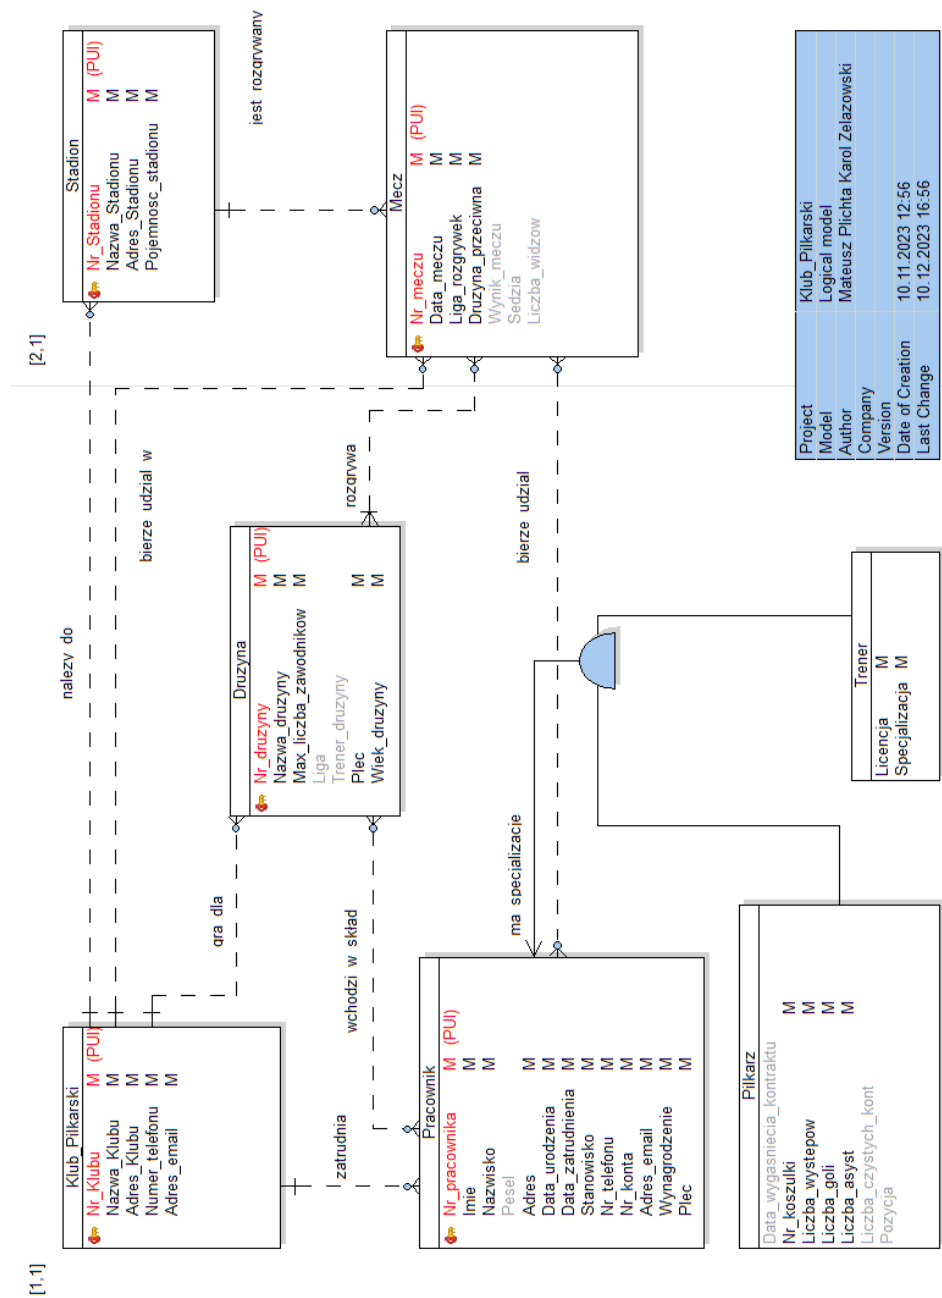 [1,1]
Klub_Pilkarski
Nr_Klubu M (PUI)
Nazwa_Klubu M
Adres_Klubu M
Numer_telefonu M
Adres_email M
nalezy do
bierze udzial w
[2,1]
Stadion
Nr_Stadionu M (PUI)
Nazwa_Stadionu M
Adres_Stadionu M
Pojemnosc_stadionu M
jest rozgrywany
gra dla
Druzyna
Nr_druzyny M (PUI)
Nazwa_druzyny M
Max_liczba_zawodnikow M
Liga
Trener_druzyny
Plec M
Wiek_druzyny M
zatrudnia
wchodzi w skład
rozgrywa
Mecz
Nr_meczu M (PUI)
Data_meczu M
Liga_rozgrywek M
Druzyna_przeciwna M
Wynik_meczu
Sedzia
Liczba_widzow
Pracownik
Nr_pracownika M (PUI)
Imie M
Nazwisko M
Pesel
Adres M
Data_urodzenia M
Data_zatrudnienia M
Stanowisko M
Nr_telefonu M
Nr_konta M
Adres_email M
Wynagrodzenie M
Plec M
ma specjalizacje
bierze udzial
Pilkarz
Data_wygasniecia_kontraktu
Nr_koszulki M
Liczba_wystepow M
Liczba_goli M
Liczba_asyst M
Liczba_czystych_kont
Pozycja
Trener
Licencja M
Specjalizacja M
Project Klub_Pilkarski
Model Logical model
Author Mateusz Plichta Karol Zelazowski
Company
Version
Date of Creation 10.11.2023 12:56
Last Change 10.12.2023 16:56